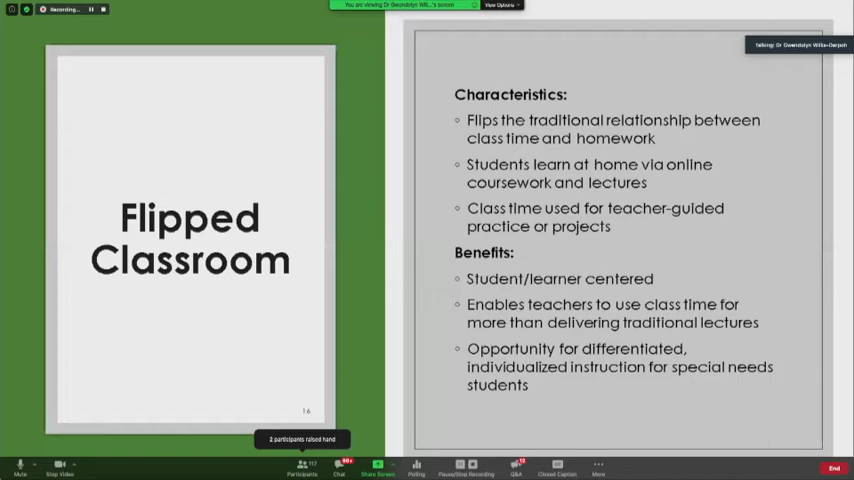 Recording...
You are viewing Dr Gwendolyn Willi...'s screen
View Options
Talking: Dr Gwendolyn Willis-Darpoh
Flipped
Classroom
16
Characteristics:
Flips the traditional relationship between
class time and homework
Students learn at home via online
coursework and lectures
Class time used for teacher-guided
practice or projects
Benefits:
Student/learner centered
Enables teachers to use class time for
more than delivering traditional lectures
Opportunity for differentiated,
individualized instruction for special needs
students
2 participants raised hand
Mute
Stop Video
Participants
117
Chat
99+
Share Screen
Polling
Pause/Stop Recording
Q&A
12
Closed Caption
More
End